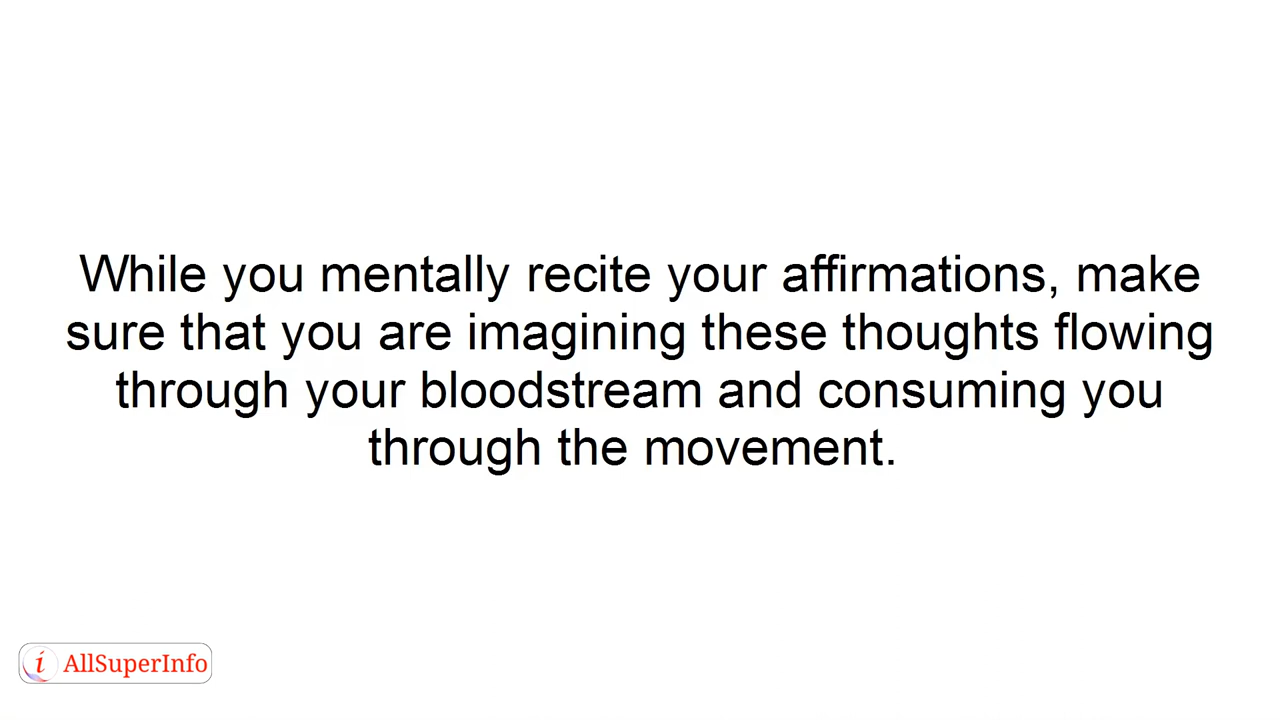 While you mentally recite your affirmations, make
sure that you are imagining these thoughts flowing
through your bloodstream and consuming you
through the movement.
i AllSuperInfo